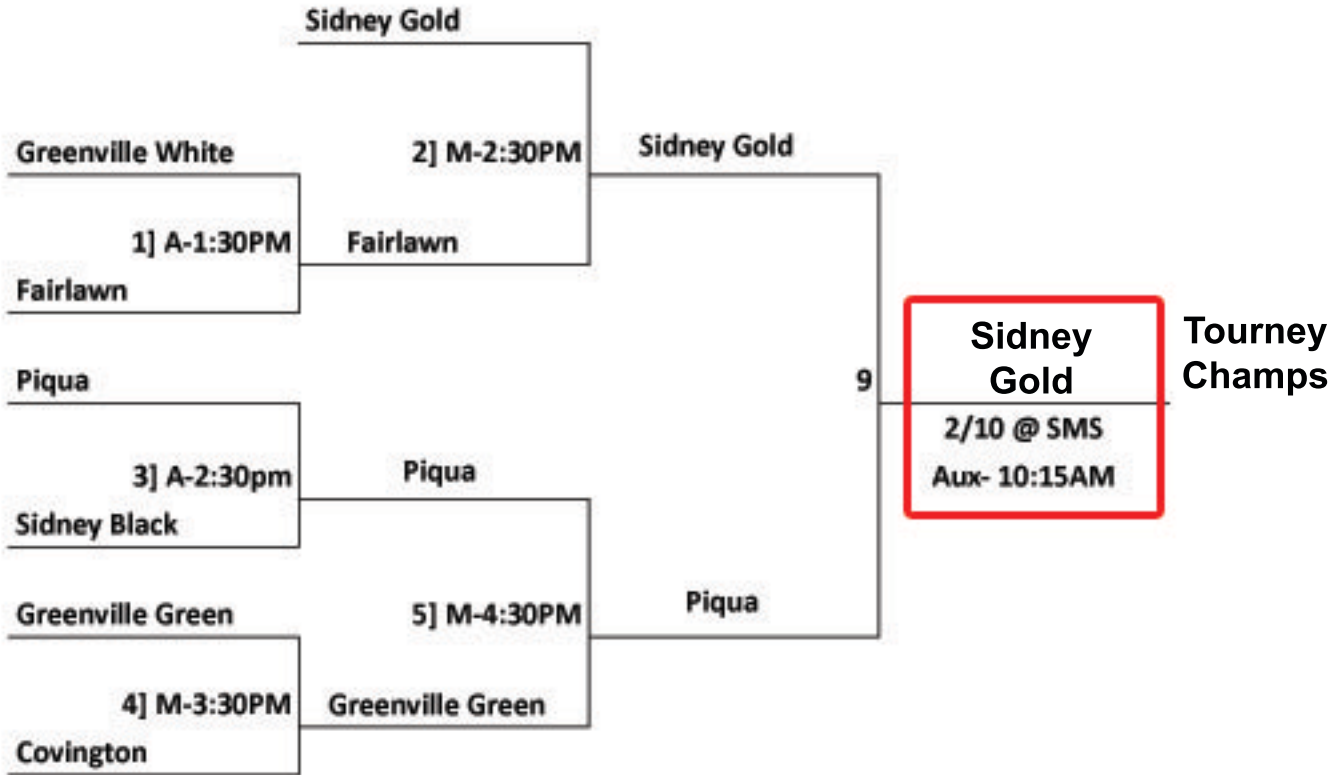 Sidney Gold
Greenville White
2] M-2:30PM
Sidney Gold
1] A-1:30PM
Fairlawn
Fairlawn
Sidney
Gold
Tourney
Champs
Piqua
9
2/10 @ SMS
Aux- 10:15AM
3] A-2:30pm
Piqua
Sidney Black
Greenville Green
5] M-4:30PM
Piqua
4] M-3:30PM
Greenville Green
Covington